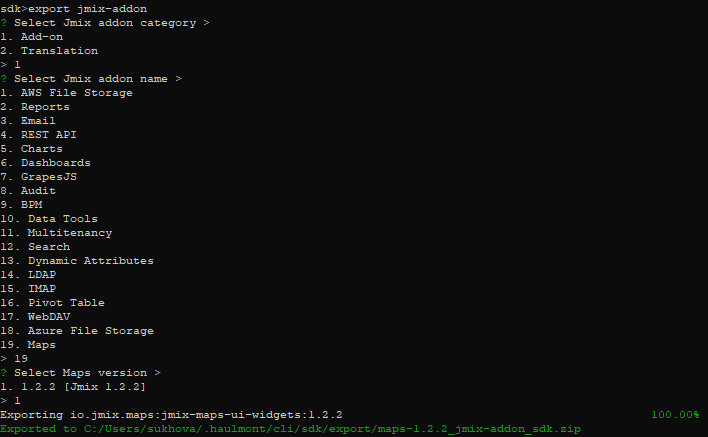 sdk>export jmix-addon
? Select Jmix addon category >
1. Add-on
2. Translation
> 1
? Select Jmix addon name >
1. AWS File Storage
2. Reports
3. Email
4. REST API
5. Charts
6. Dashboards
7. GrapesJS
8. Audit
9. BPM
10. Data Tools
11. Multitenancy
12. Search
13. Dynamic Attributes
14. LDAP
15. IMAP
16. Pivot Table
17. WebDAV
18. Azure File Storage
19. Maps
> 19
? Select Maps version >
1. 1.2.2 [Jmix 1.2.2]
> 1
Exporting io.jmix.maps:jmix-maps-ui-widgets:1.2.2 100.00%
Exported to C:/Users/sukhova/.haulmont/cli/sdk/export/maps-1.2.2_jmix-addon_sdk.zip